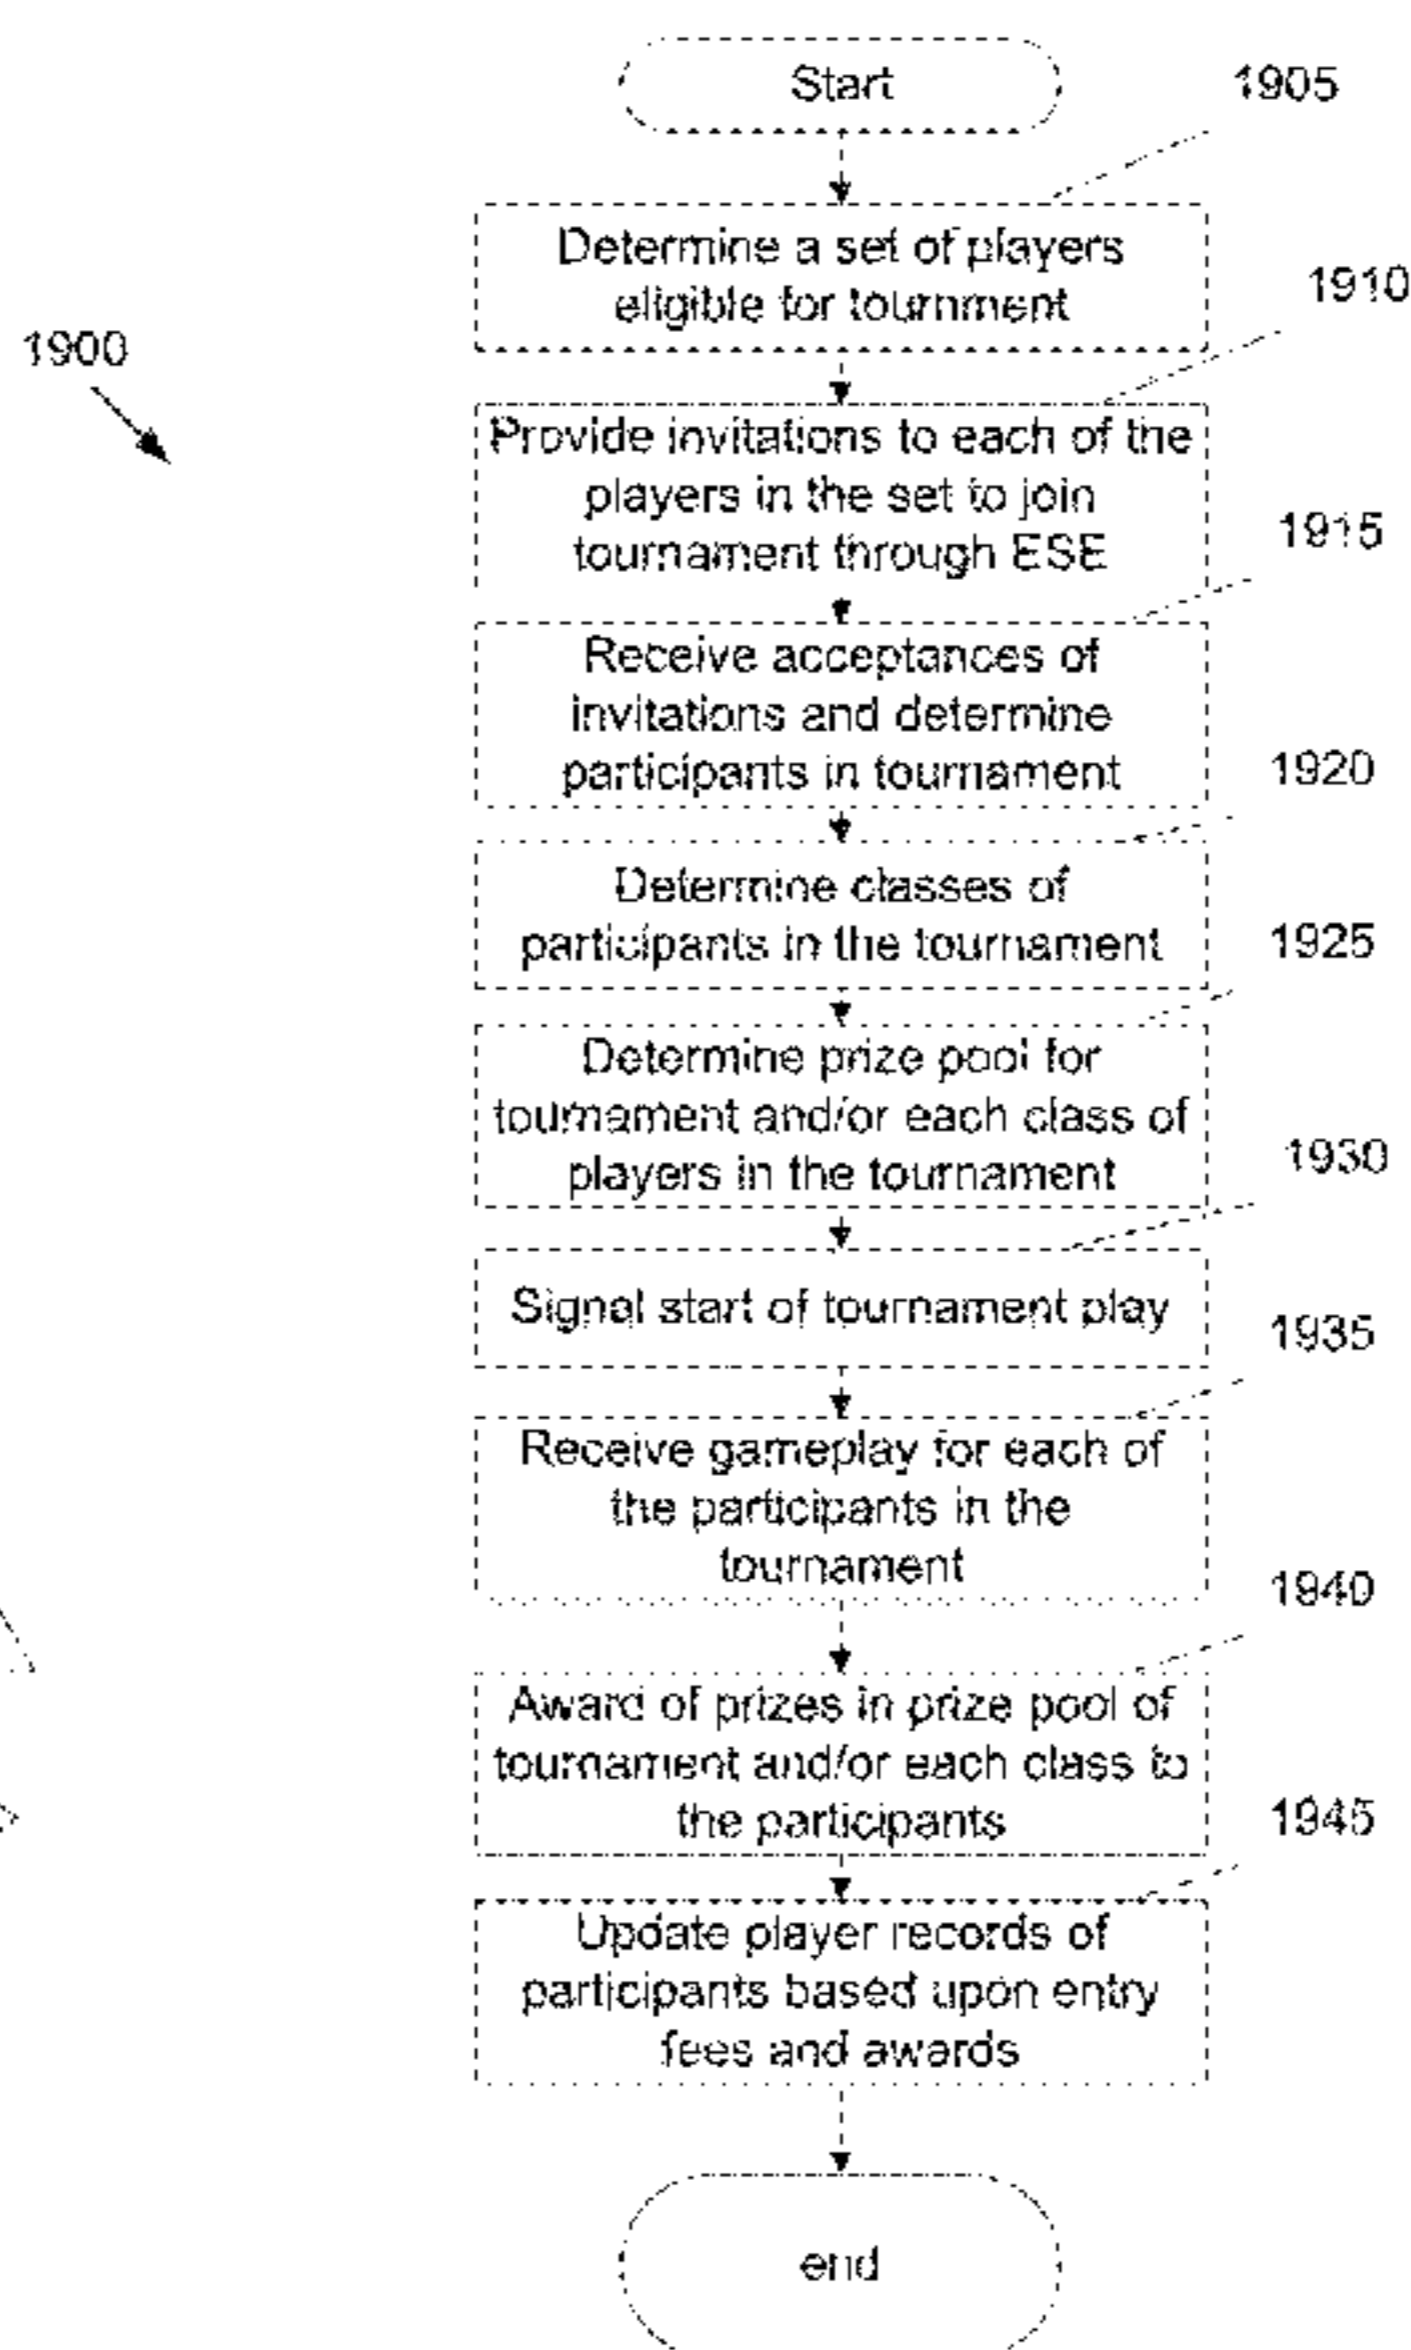 Start
1905
Determine a set of players
eligible for tournment
1910
1900
Provide invitations to each of the
players in the set to join
tournament through ESE
1915
Receive acceptances of
invitations and determine
participants in tournament
1920
Determine classes of
participants in the tournament
1925
Determine prize pool for
tournament and/or each class of
players in the tournament
1930
Signal start of tournament play
1935
Receive gameplay for each of
the participants in the
tournament
1940
Award of prizes in prize pool of
tournament and/or each class to
the participants
1945
Update player records of
participants based upon entry
fees and awards
end